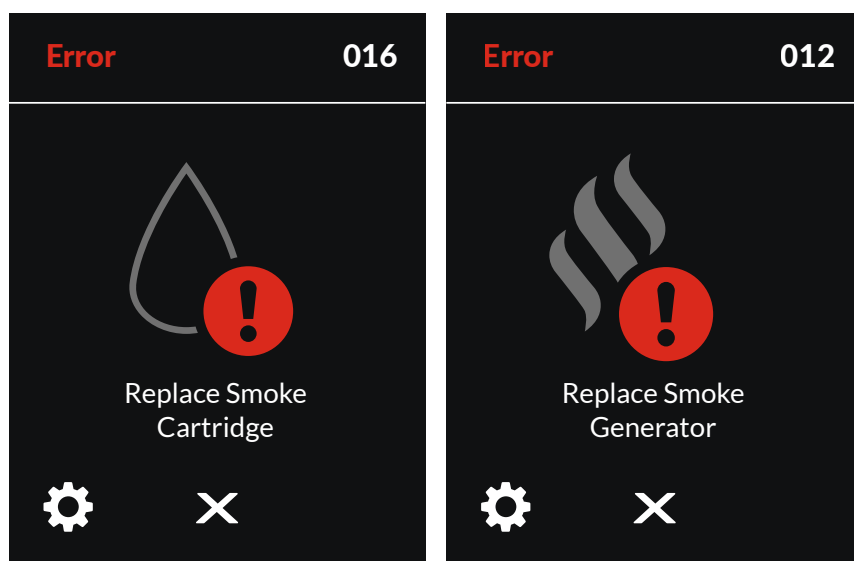 Error 016
Replace Smoke
Cartridge
Error 012
Replace Smoke
Generator